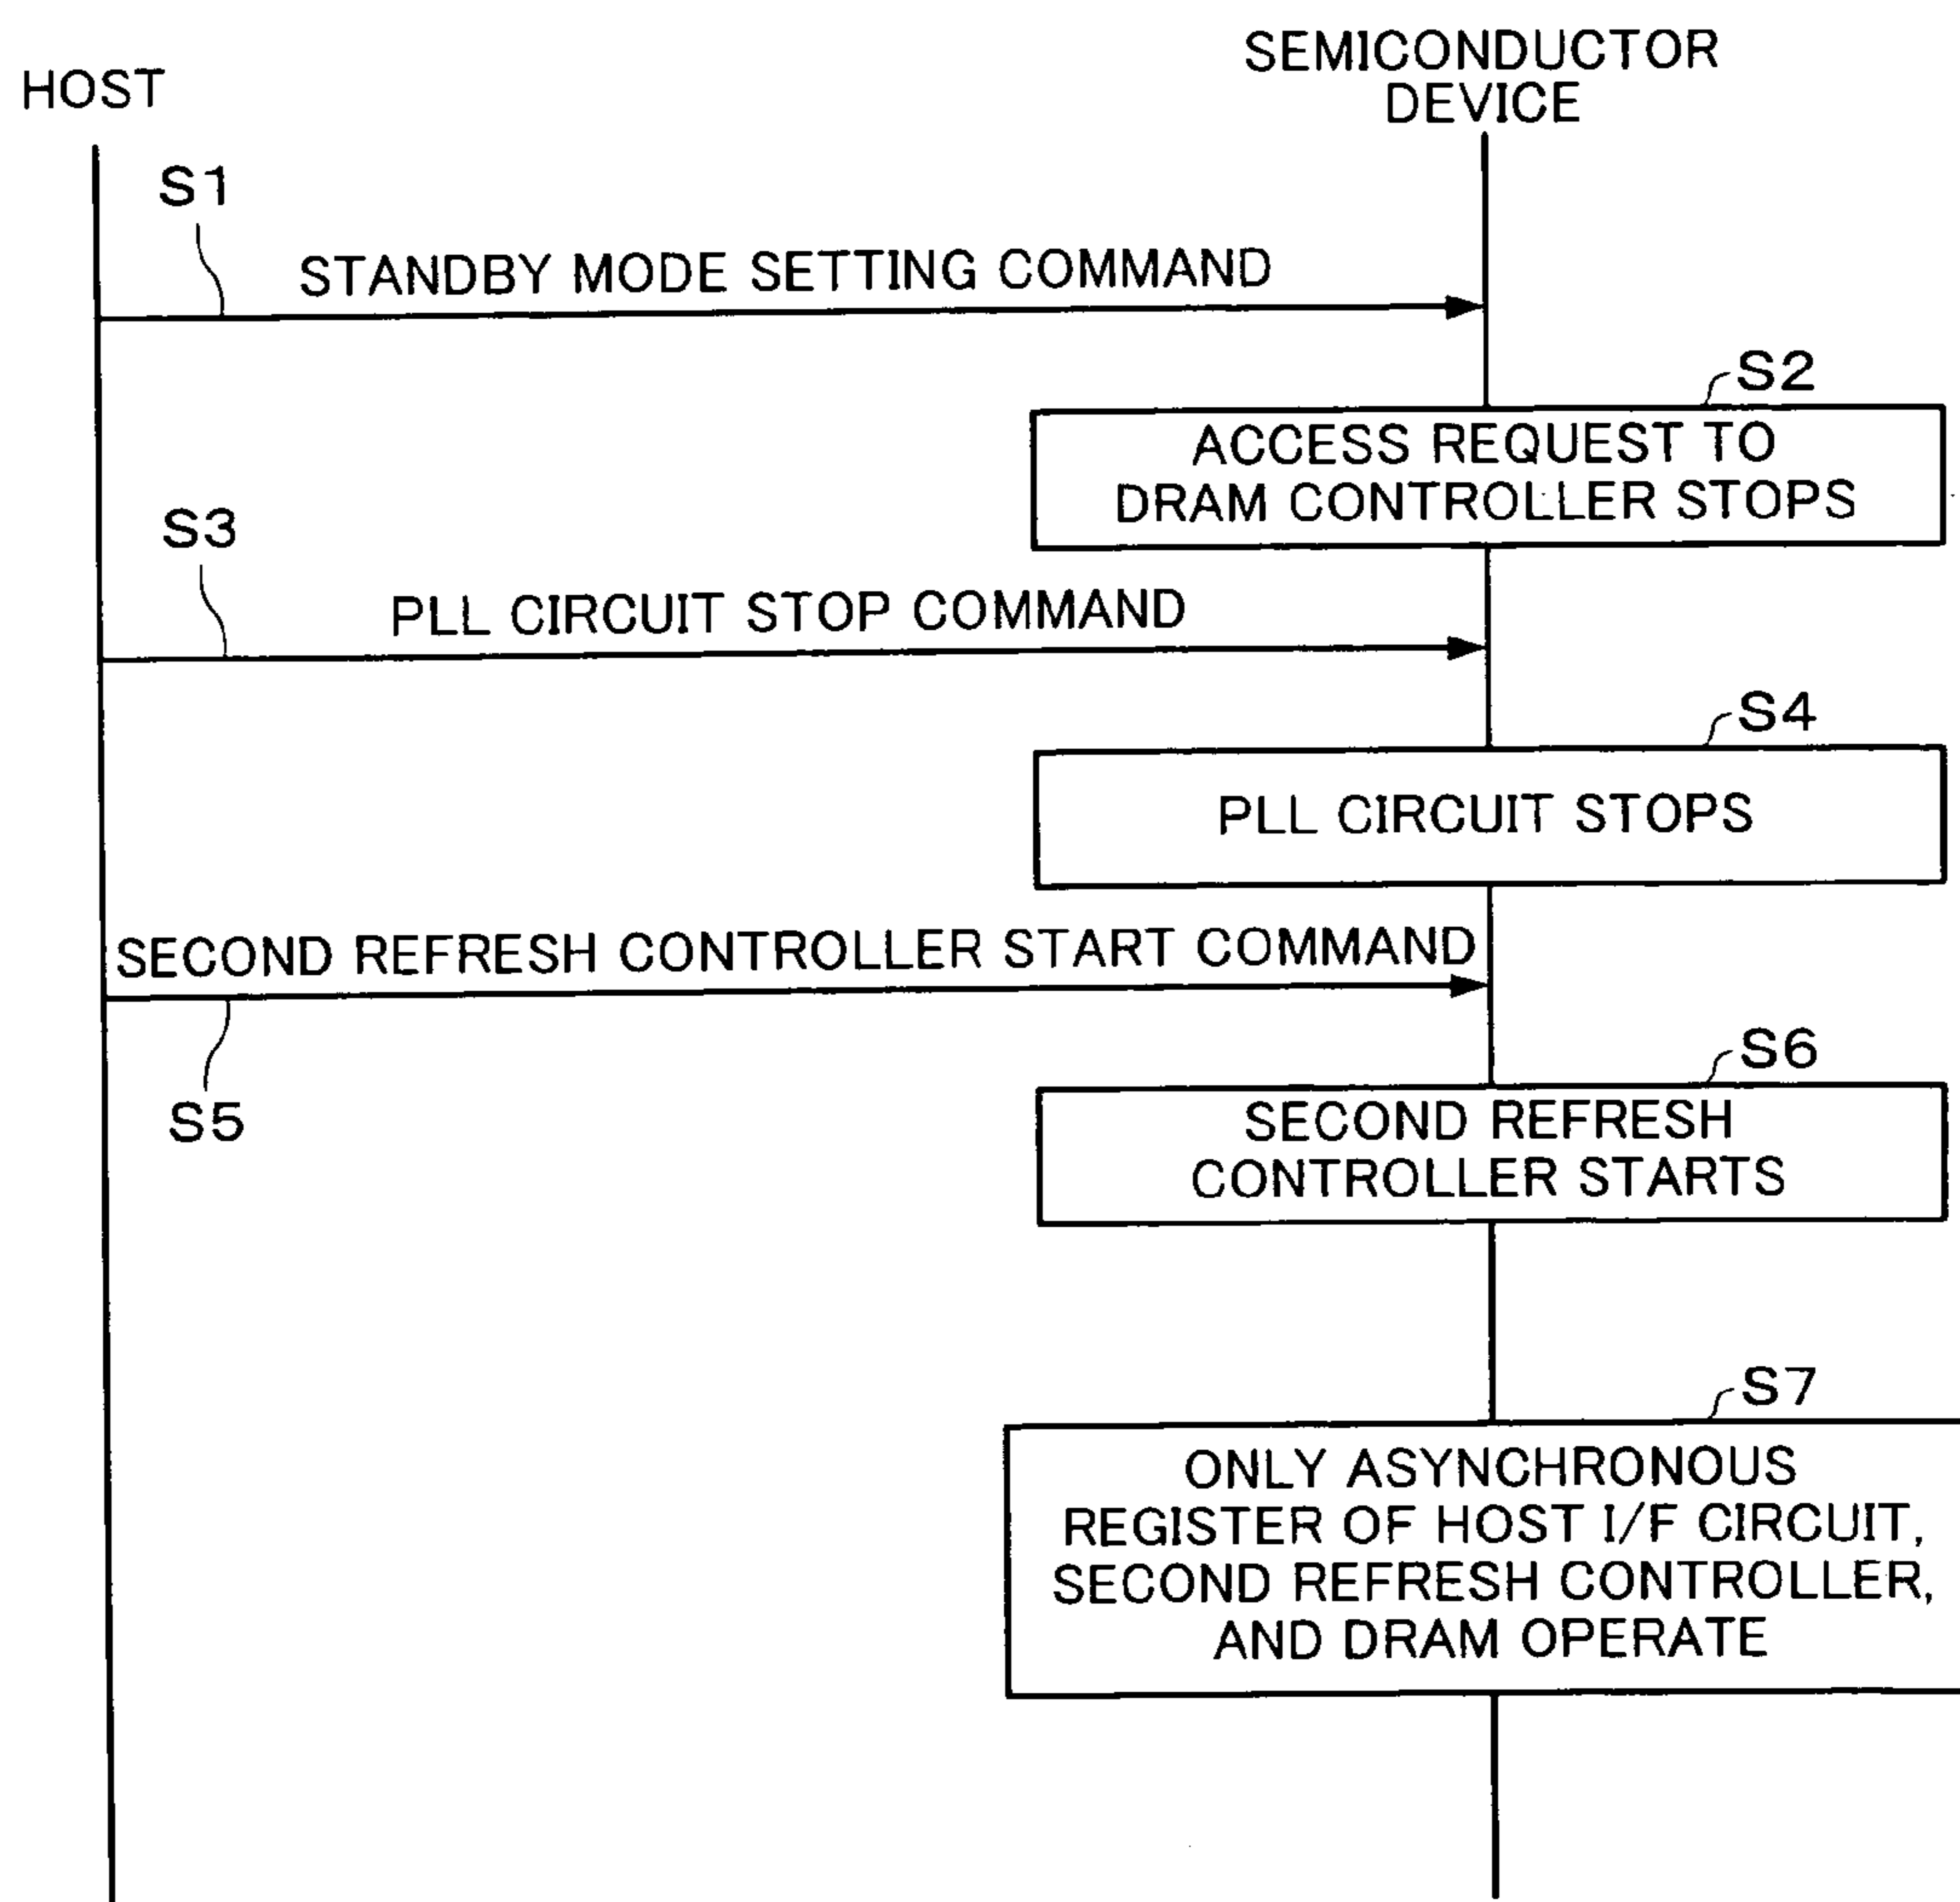 HOST
SEMICONDUCTOR
DEVICE
S1
STANDBY MODE SETTING COMMAND
S2
ACCESS REQUEST TO
DRAM CONTROLLER STOPS
S3
PLL CIRCUIT STOP COMMAND
S4
PLL CIRCUIT STOPS
SECOND REFRESH CONTROLLER START COMMAND
S5
S6
SECOND REFRESH
CONTROLLER STARTS
S7
ONLY ASYNCHRONOUS
REGISTER OF HOST I/F CIRCUIT,
SECOND REFRESH CONTROLLER,
AND DRAM OPERATE